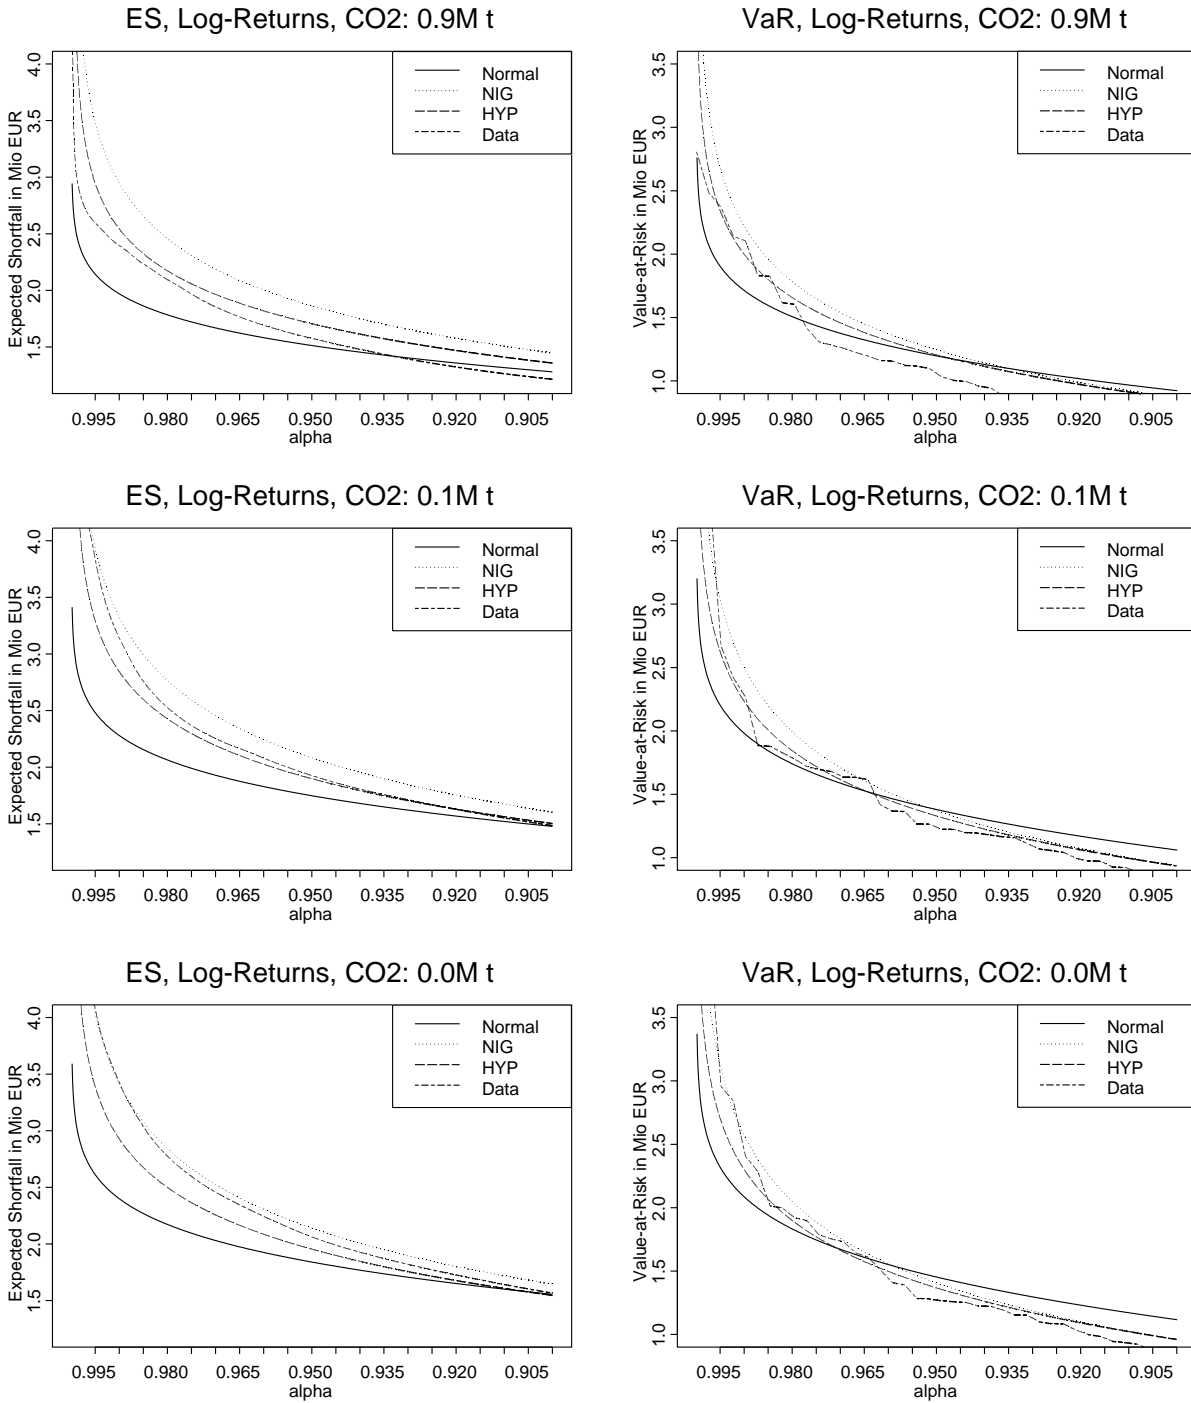 ES, Log-Returns, CO2: 0.9M t
Expected Shortfall in Mio EUR
4.0
3.5
3.0
2.5
2.0
1.5
Normal
NIG
HYP
Data
0.995 0.980 0.965 0.950 0.935 0.920 0.905
alpha
VaR, Log-Returns, CO2: 0.9M t
Value-at-Risk in Mio EUR
3.5
3.0
2.5
2.0
1.5
1.0
Normal
NIG
HYP
Data
0.995 0.980 0.965 0.950 0.935 0.920 0.905
alpha
ES, Log-Returns, CO2: 0.1M t
Expected Shortfall in Mio EUR
4.0
3.5
3.0
2.5
2.0
1.5
Normal
NIG
HYP
Data
0.995 0.980 0.965 0.950 0.935 0.920 0.905
alpha
VaR, Log-Returns, CO2: 0.1M t
Value-at-Risk in Mio EUR
3.5
3.0
2.5
2.0
1.5
1.0
Normal
NIG
HYP
Data
0.995 0.980 0.965 0.950 0.935 0.920 0.905
alpha
ES, Log-Returns, CO2: 0.0M t
Expected Shortfall in Mio EUR
4.0
3.5
3.0
2.5
2.0
1.5
Normal
NIG
HYP
Data
0.995 0.980 0.965 0.950 0.935 0.920 0.905
alpha
VaR, Log-Returns, CO2: 0.0M t
Value-at-Risk in Mio EUR
3.5
3.0
2.5
2.0
1.5
1.0
Normal
NIG
HYP
Data
0.995 0.980 0.965 0.950 0.935 0.920 0.905
alpha